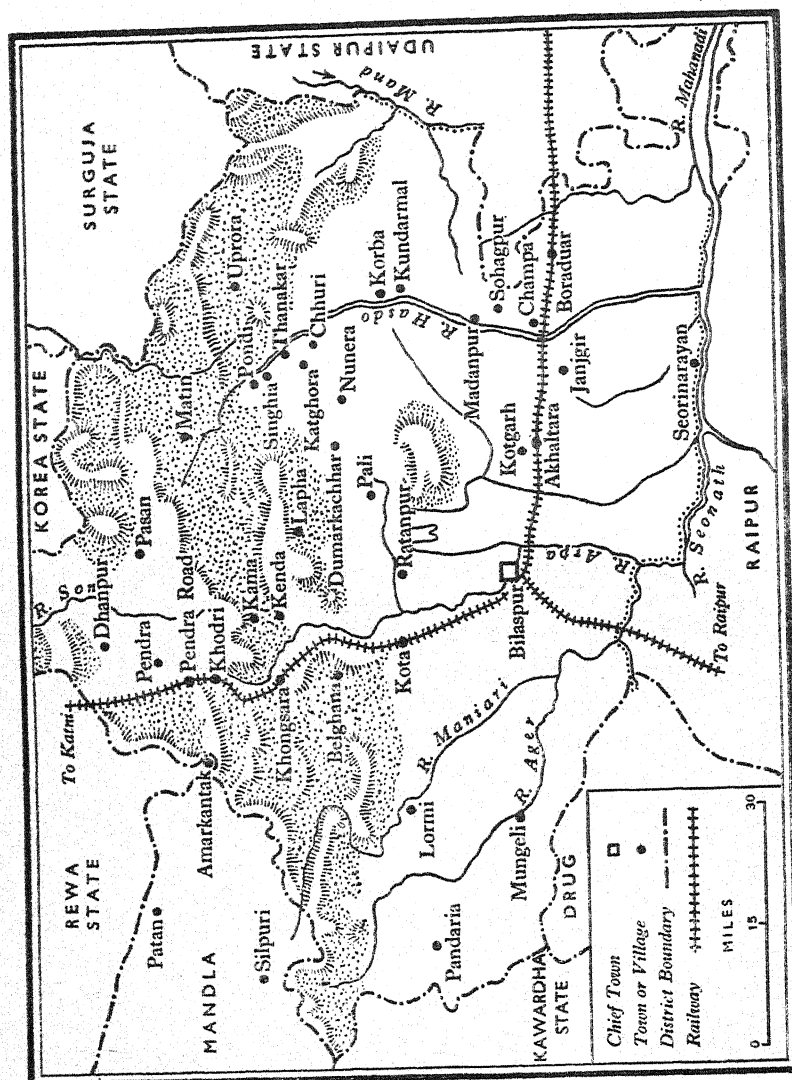 SURGUJA
STATE
UDAIPUR STATE
KOREA STATE
REWA
STATE
MANDLA
KAWARDHA
STATE
DRUG
RAIPUR
R. Mand
R. Mahanadi
R. Hasdo
R. Seonath
R. Arpa
R. Maniari
R. Ager
To Katni
To Raipur
Uprora
Pondi
Thanakar
Singhia
Chhuri
Katghora
Korba
Kundarmal
Nunera
Matin
Pasan
Dhanpur
Pendra
Pendra Road
Khodri
Kama
Kenda
Lapha
Dumarkachhar
Pali
Ratanpur
Sohagpur
Madanpur
Champa
Boraduar
Janjgir
Kotgarh
Akhaltara
Seorinarayan
Bilaspur
Kota
Khongsara
Belghana
Amarkantak
Patan
Silpuri
Lormi
Mungeli
Pandaria
Chief Town
Town or Village
District Boundary
Railway
MILES
0 15 30